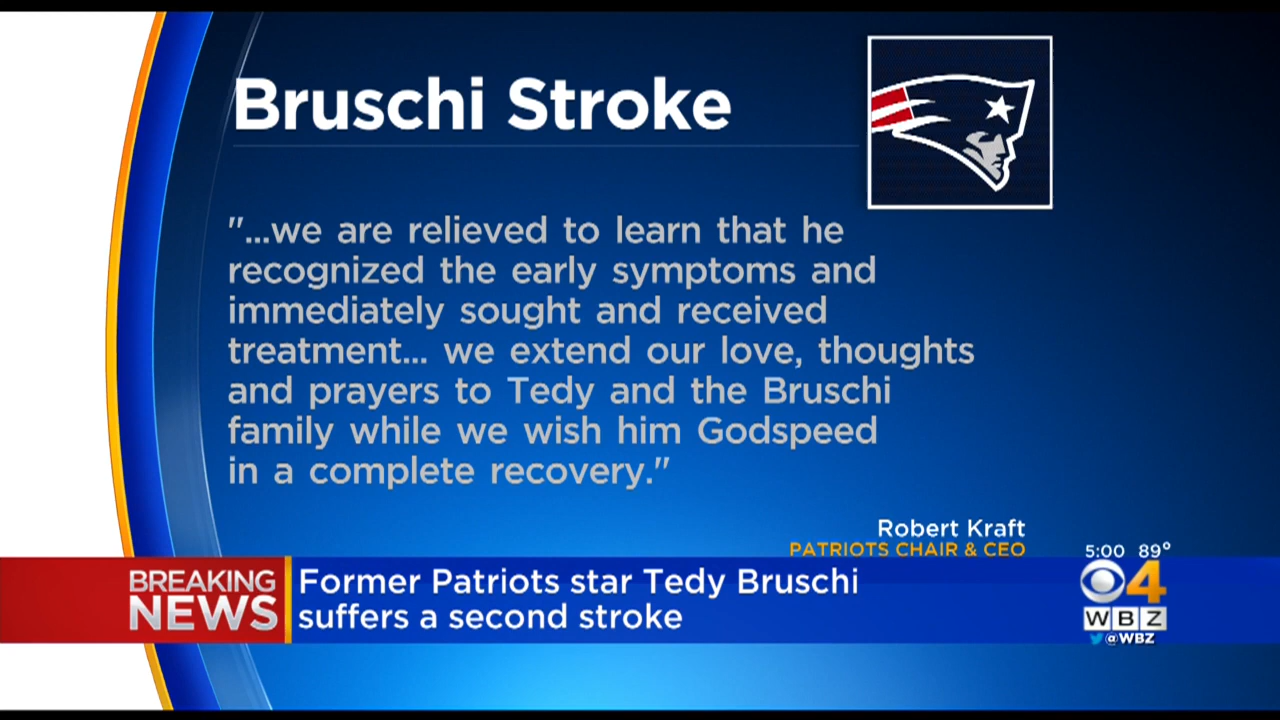 Bruschi Stroke
"...we are relieved to learn that he
recognized the early symptoms and
immediately sought and received
treatment... we extend our love, thoughts
and prayers to Tedy and the Bruschi
family while we wish him Godspeed
in a complete recovery."
Robert Kraft
PATRIOTS CHAIR & CEO
BREAKING
NEWS
Former Patriots star Tedy Bruschi
suffers a second stroke
5:00 89°
4
WBZ
@WBZ